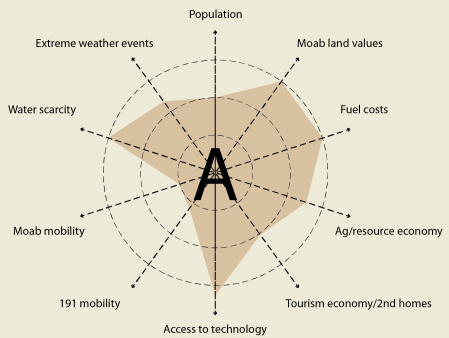 Population
Extreme weather events
Moab land values
Water scarcity
Fuel costs
A
Moab mobility
Ag/resource economy
191 mobility
Tourism economy/2nd homes
Access to technology